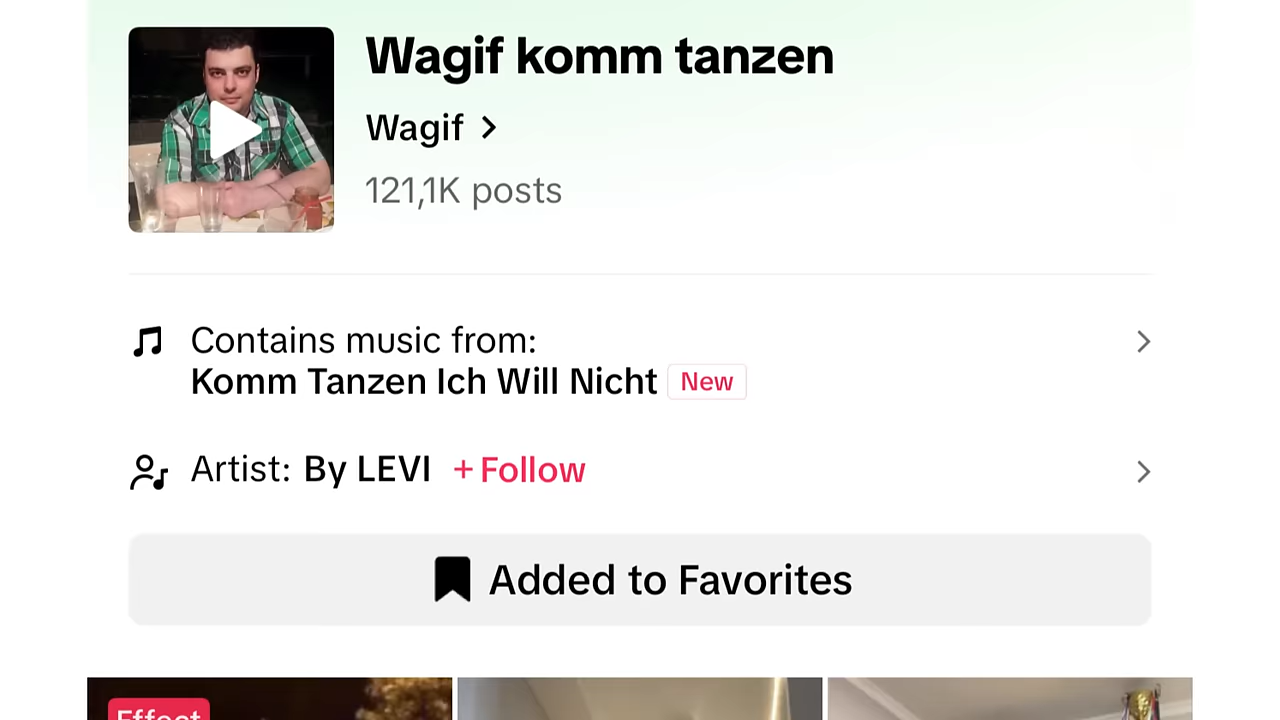 Wagif komm tanzen
Wagif
121,1K posts
Contains music from:
Komm Tanzen Ich Will Nicht New
Artist: By LEVI + Follow
Added to Favorites
Effect